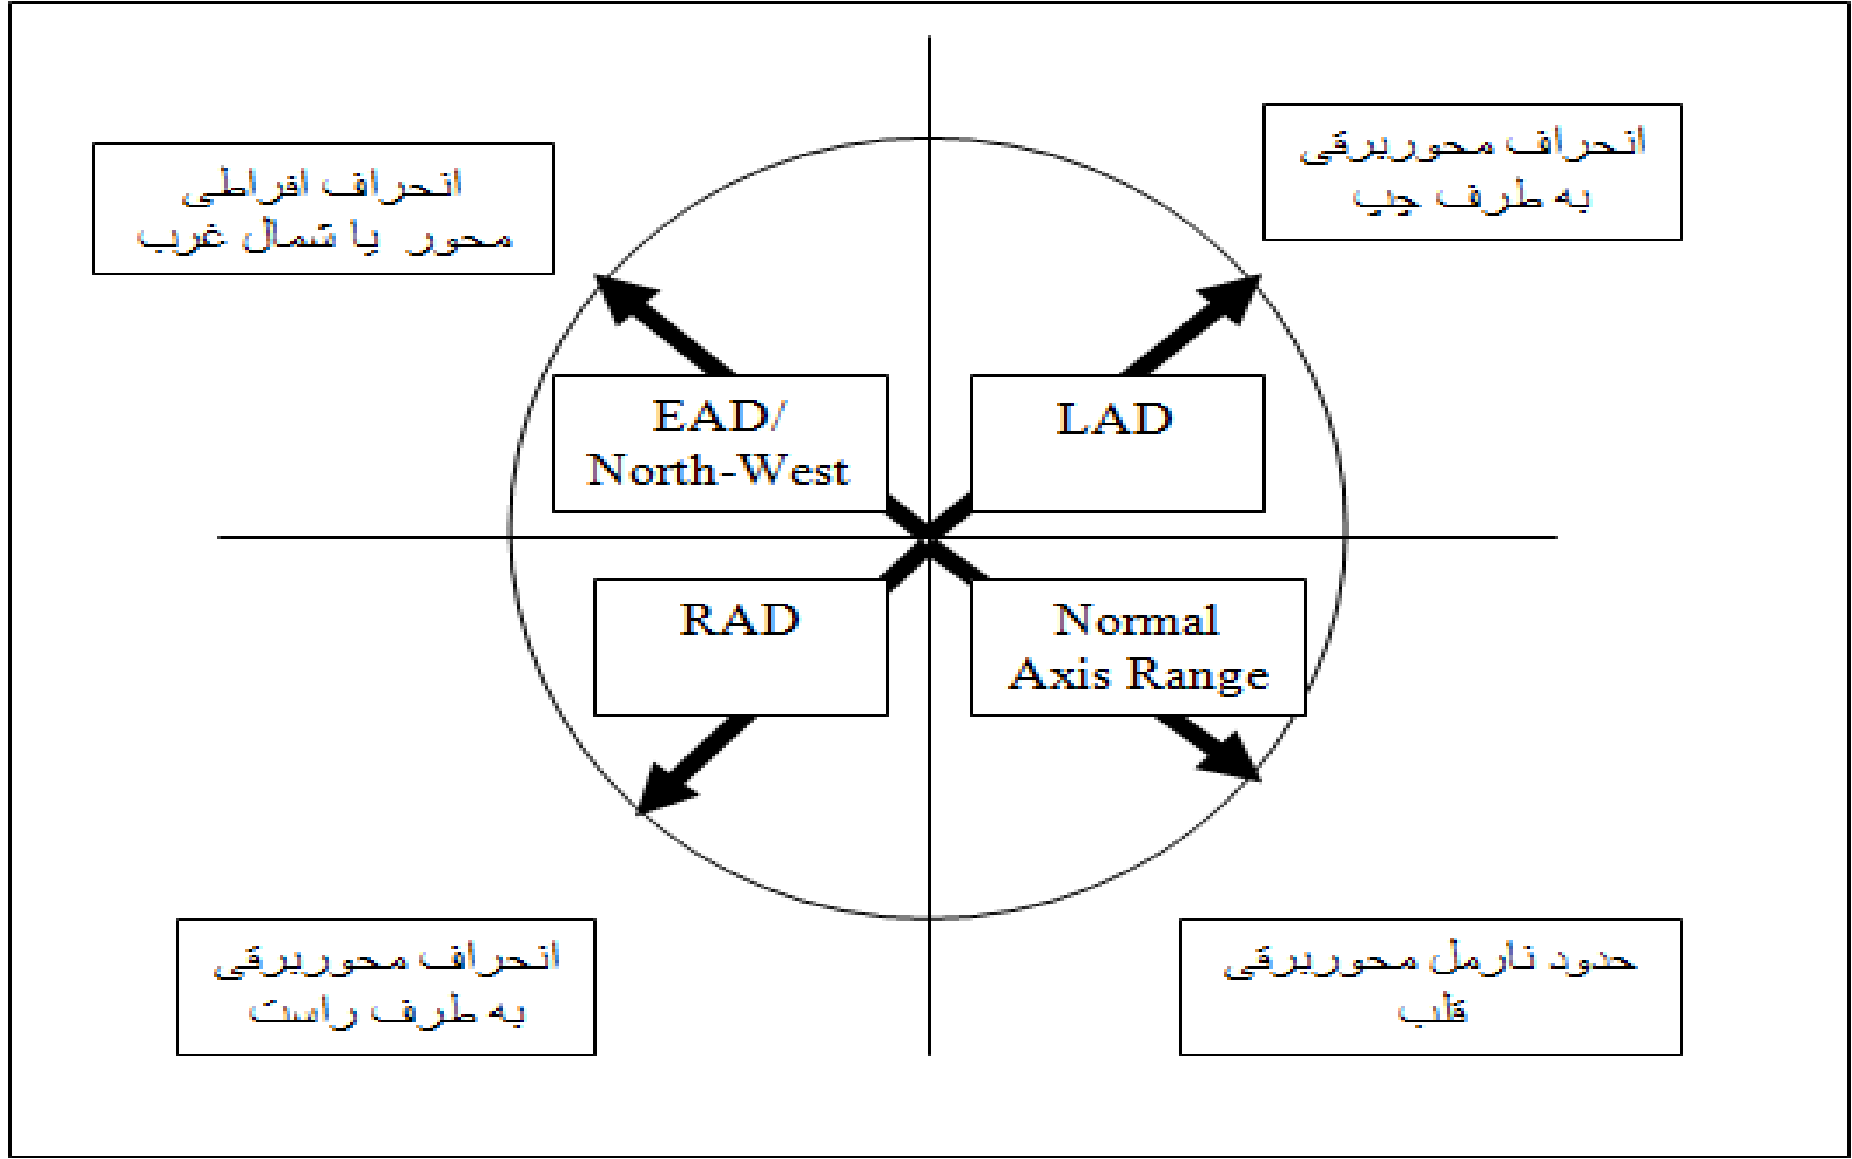 انحراف محوربرقی
به طرف چپ
انحراف افراطی
محور یا شمال غرب
EAD/
North-West
LAD
RAD
Normal
Axis Range
انحراف محوربرقی
به طرف راست
حدود نارمل محوربرقی
قلب